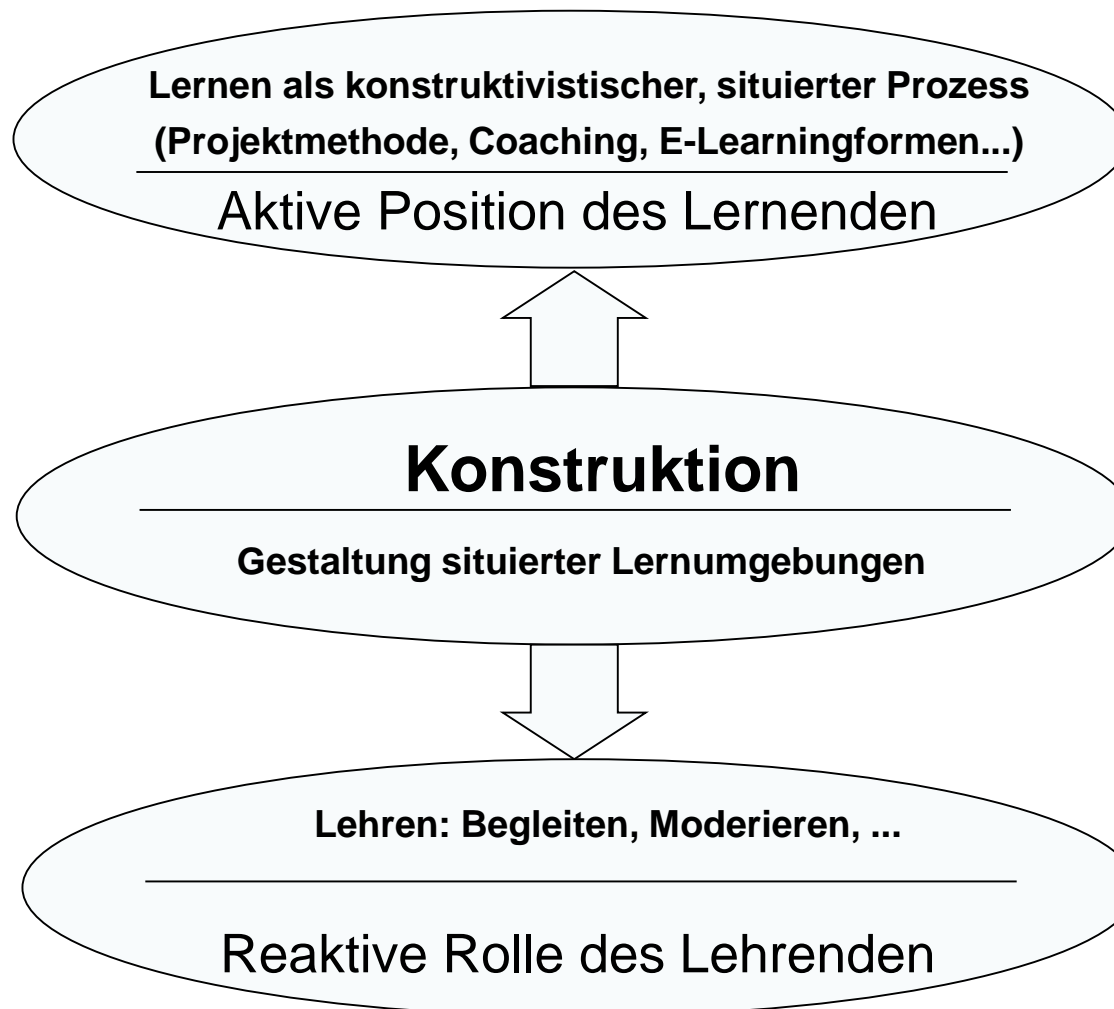 Lernen als konstruktivistischer, situierter Prozess
(Projektmethode, Coaching, E-Learningformen...)
Aktive Position des Lernenden
Konstruktion
Gestaltung situierter Lernumgebungen
Lehren: Begleiten, Moderieren, ...
Reaktive Rolle des Lehrenden